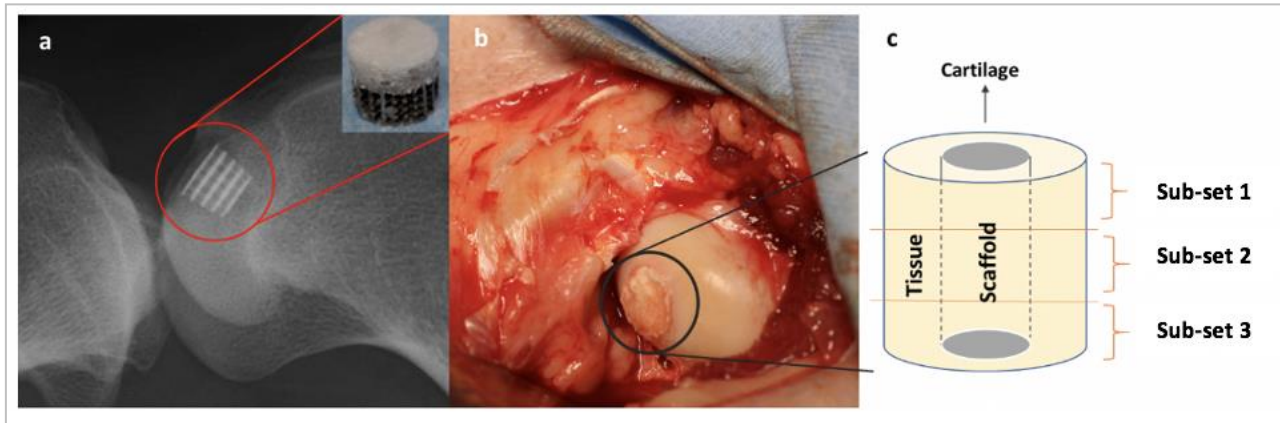 a
b
c
Cartilage
Tissue
Scaffold
Sub-set 1
Sub-set 2
Sub-set 3